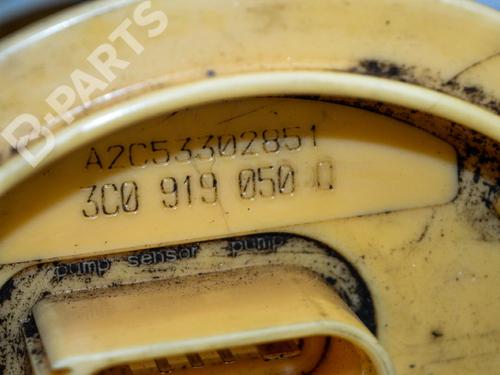 B-PARTS
A2C53302851
3C0 919 050 Q
pump sensor pump